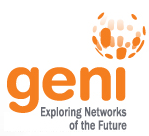 geni
Exploring Networks
of the Future